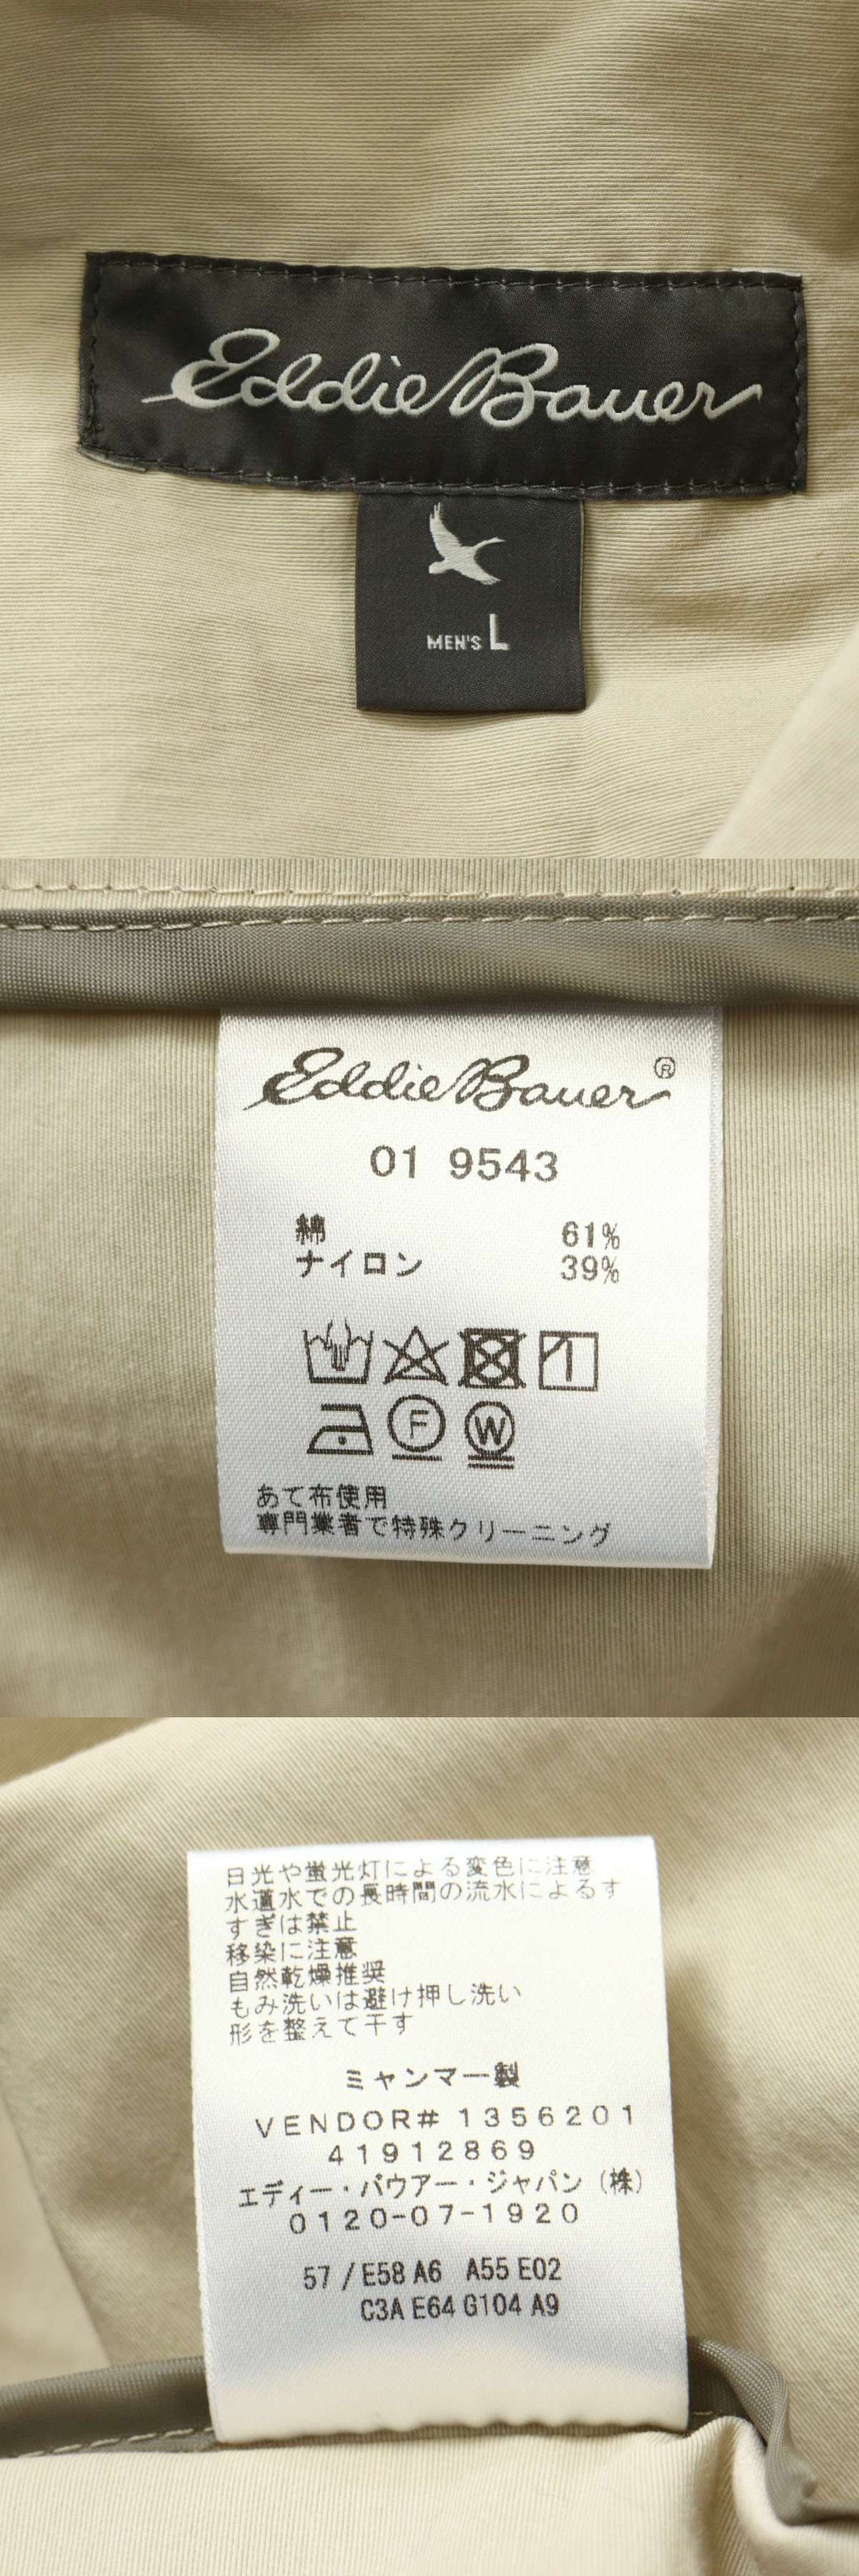 Eddie Bauer
MEN'S L
Eddie Bauer®
01 9543
綿 61%
ナイロン 39%
F W
あて布使用
専門業者で特殊クリーニング
日光や蛍光灯による変色に注意
水道水での長時間の流水によるす
すぎは禁止
移染に注意
自然乾燥推奨
もみ洗いは避け押し洗い
形を整えて干す
ミャンマー製
VENDOR# 1356201
41912869
エディー・バウアー・ジャパン（株）
0120-07-1920
57 / E58 A6 A55 E02
C3A E64 G104 A9